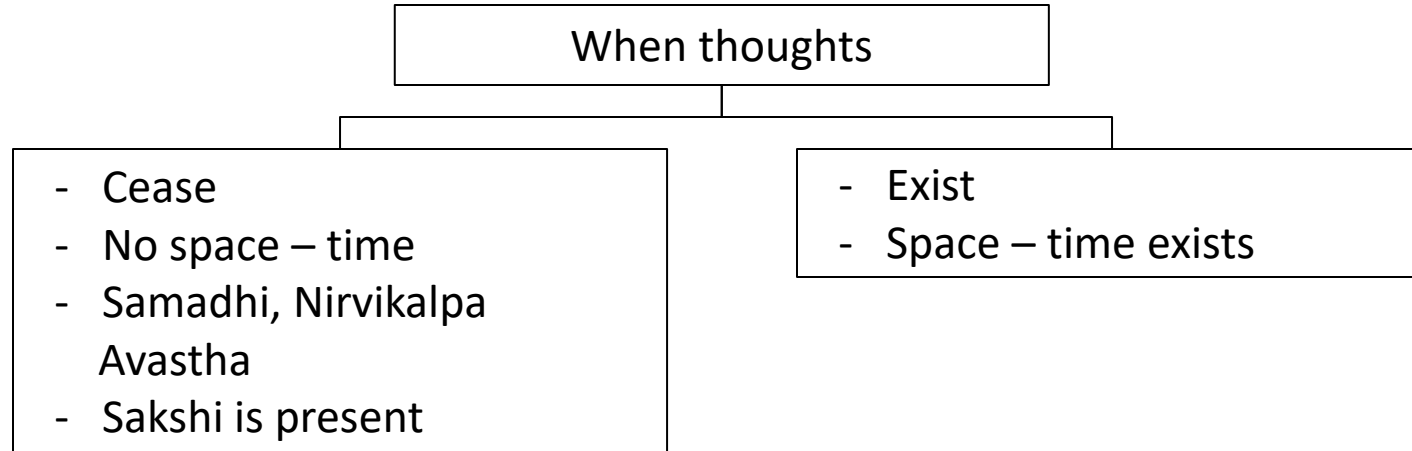 When thoughts
- Cease
- No space – time
- Samadhi, Nirvikalpa
Avastha
- Sakshi is present
- Exist
- Space – time exists